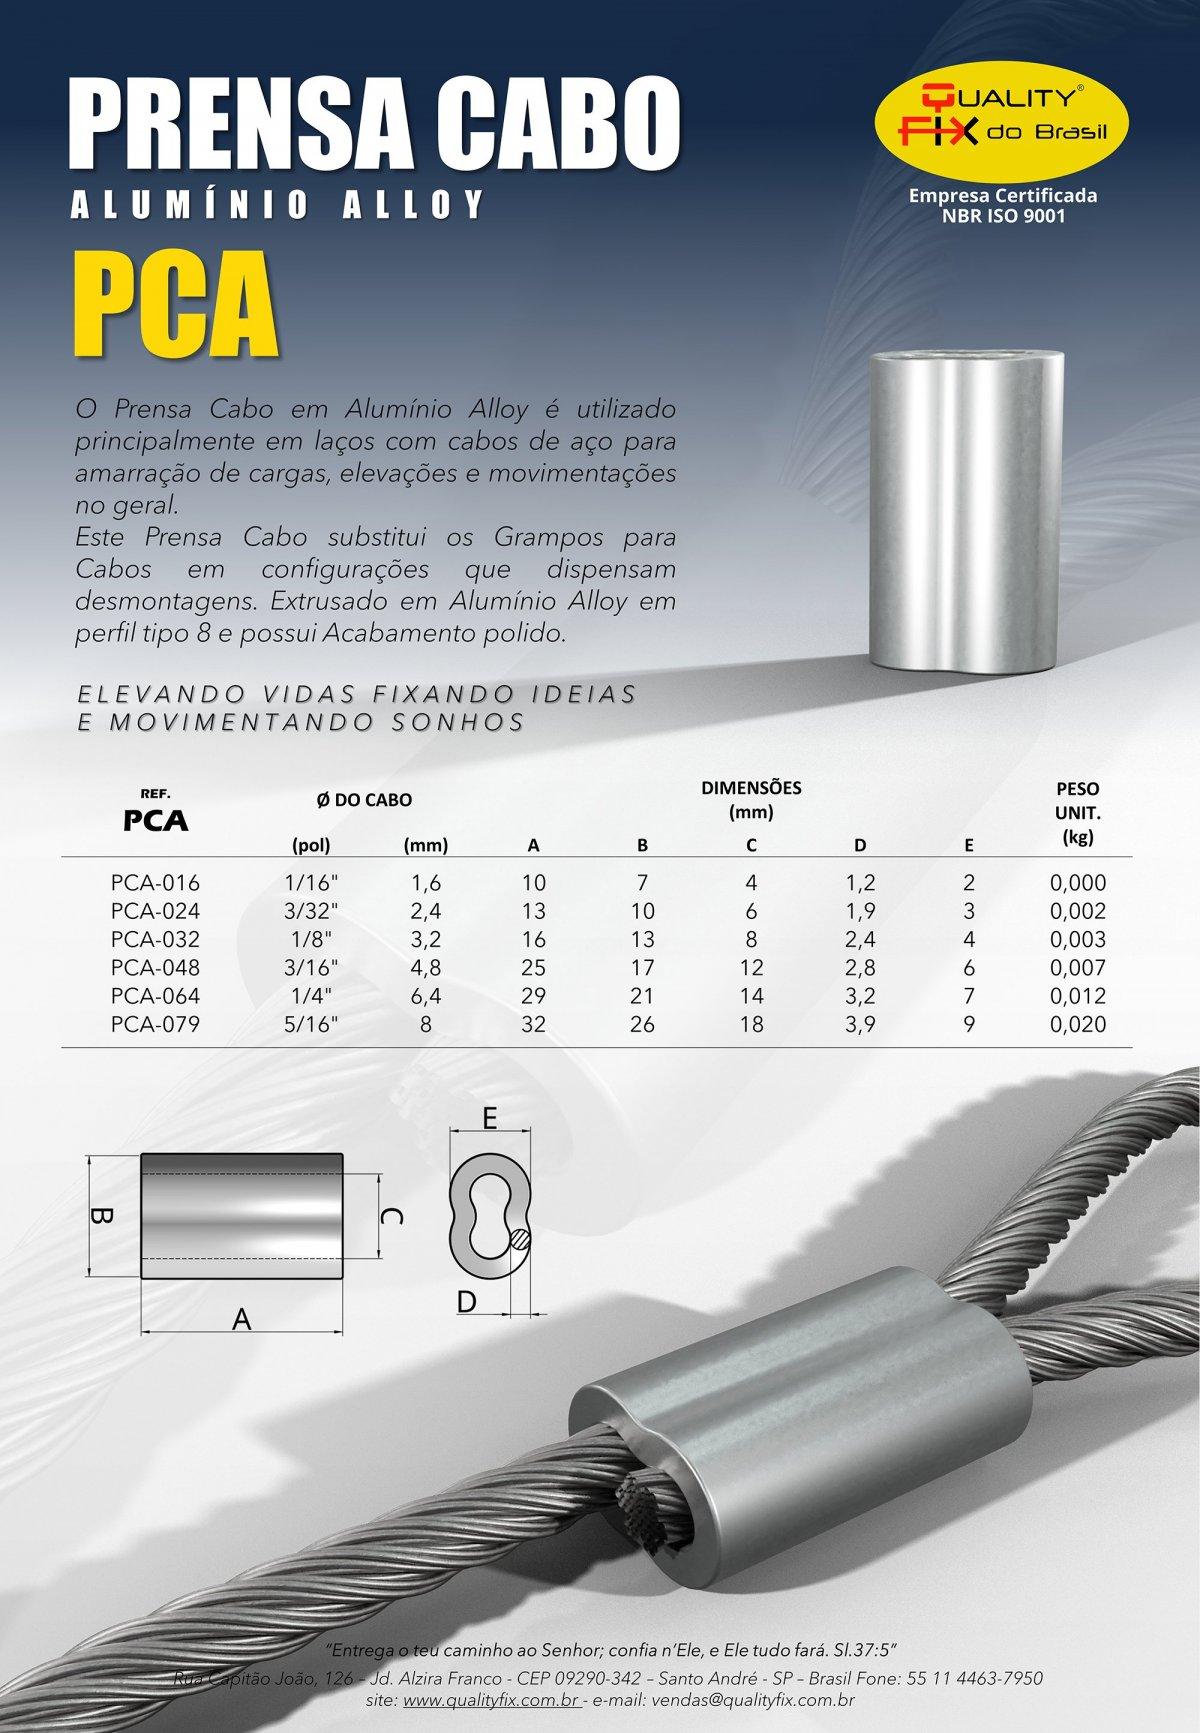 PRENSA CABO
ALUMÍNIO ALLOY
PCA
QUALITY®
FIX do Brasil
Empresa Certificada
NBR ISO 9001
O Prensa Cabo em Alumínio Alloy é utilizado
principalmente em laços com cabos de aço para
amarração de cargas, elevações e movimentações
no geral.
Este Prensa Cabo substitui os Grampos para
Cabos em configurações que dispensam
desmontagens. Extrusado em Alumínio Alloy em
perfil tipo 8 e possui Acabamento polido.
ELEVANDO VIDAS FIXANDO IDEIAS
E MOVIMENTANDO SONHOS
REF. PCA Ø DO CABO DIMENSÕES (mm) PESO UNIT. (kg)
(pol) (mm) A B C D E
PCA-016 1/16" 1,6 10 7 4 1,2 2 0,000
PCA-024 3/32" 2,4 13 10 6 1,9 3 0,002
PCA-032 1/8" 3,2 16 13 8 2,4 4 0,003
PCA-048 3/16" 4,8 25 17 12 2,8 6 0,007
PCA-064 1/4" 6,4 29 21 14 3,2 7 0,012
PCA-079 5/16" 8 32 26 18 3,9 9 0,020
E
B
C
D
A
"Entrega o teu caminho ao Senhor; confia n'Ele, e Ele tudo fará. Sl.37:5"
Rua Capitão João, 126 – Jd. Alzira Franco - CEP 09290-342 – Santo André - SP – Brasil Fone: 55 11 4463-7950
site: www.qualityfix.com.br - e-mail: vendas@qualityfix.com.br